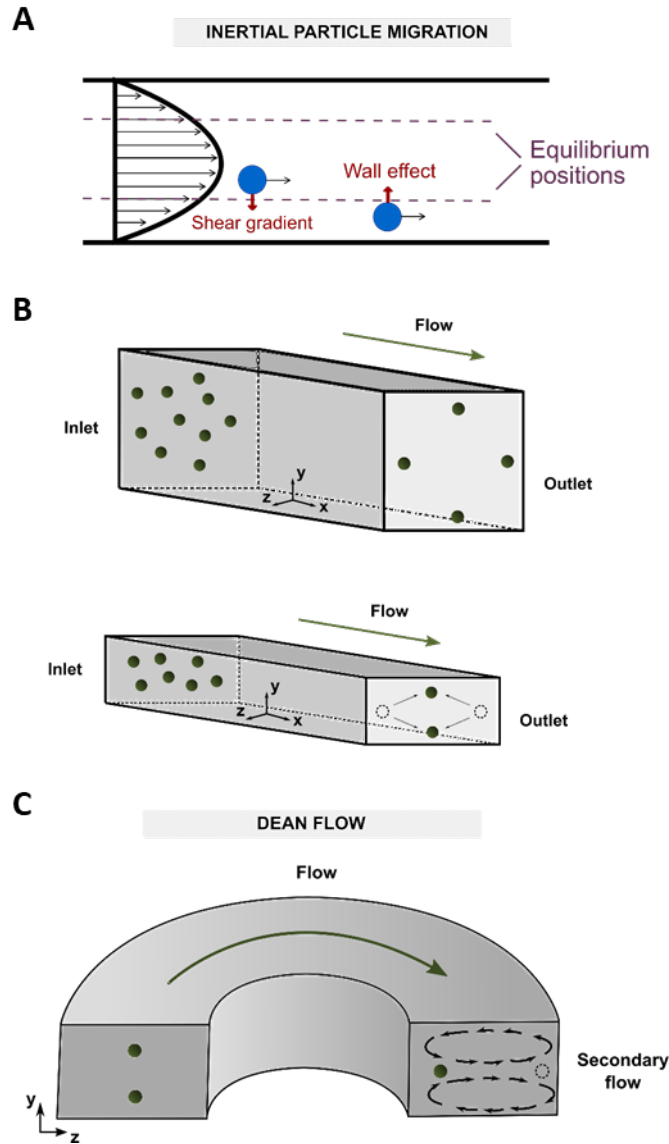 A
INERTIAL PARTICLE MIGRATION
Equilibrium
positions
Wall effect
Shear gradient
B
Flow
Inlet
y
z
x
Outlet
Flow
Inlet
y
z
x
Outlet
C
DEAN FLOW
Flow
Secondary
flow
y
z